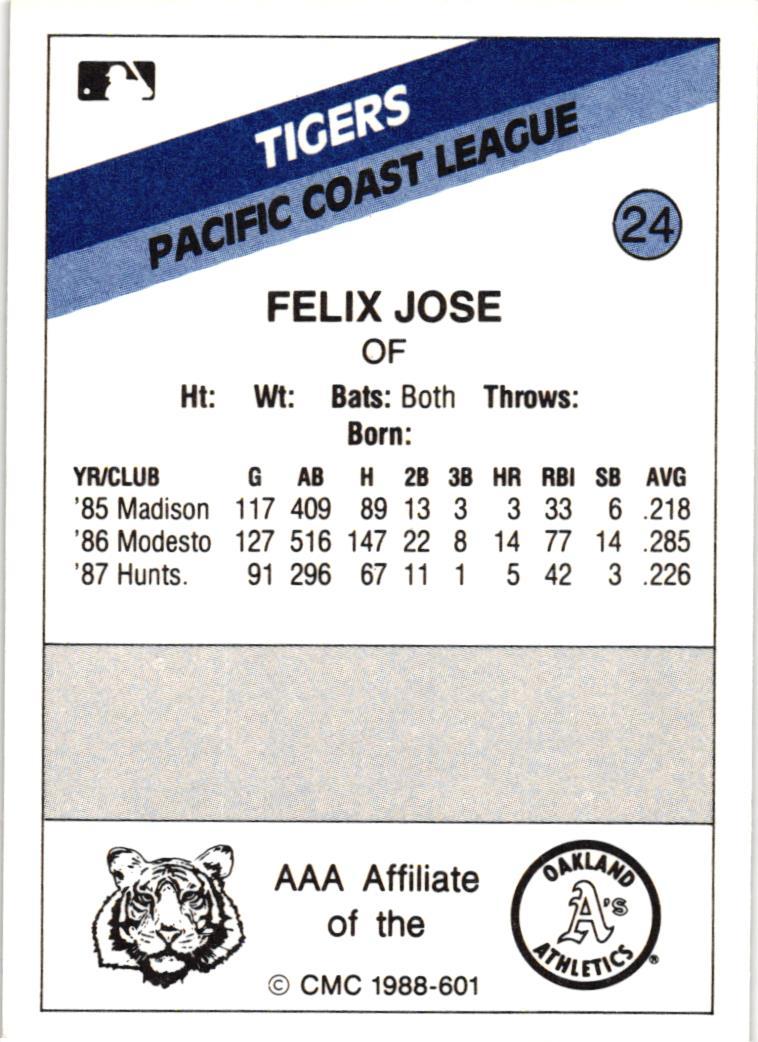 TIGERS
PACIFIC COAST LEAGUE
24
FELIX JOSE
OF
Ht: Wt: Bats: Both Throws:
Born:
YR/CLUB G AB H 2B 3B HR RBI SB AVG
'85 Madison 117 409 89 13 3 3 33 6 .218
'86 Modesto 127 516 147 22 8 14 77 14 .285
'87 Hunts. 91 296 67 11 1 5 42 3 .226
AAA Affiliate
of the
© CMC 1988-601
OAKLAND
A's
ATHLETICS ®